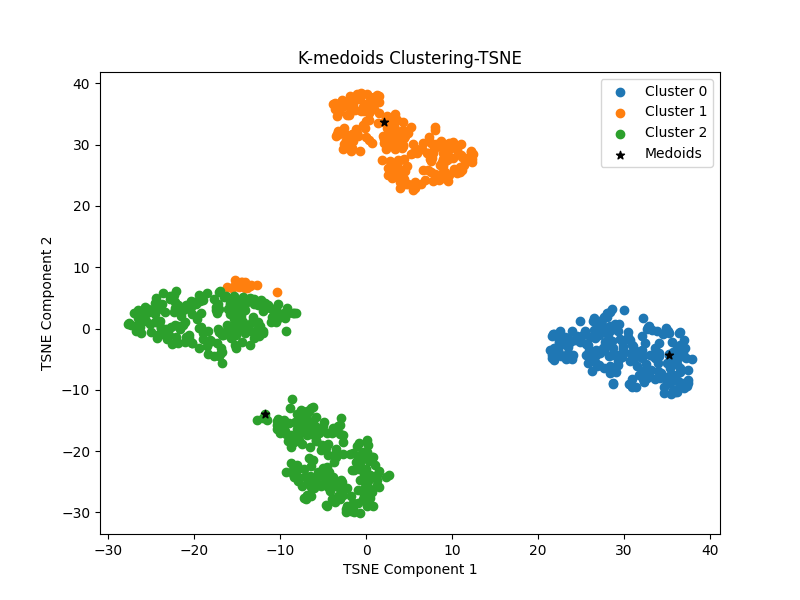 K-medoids Clustering-TSNE
Cluster 0
Cluster 1
Cluster 2
Medoids
TSNE Component 2
40
30
20
10
0
−10
−20
−30
−30 −20 −10 0 10 20 30 40
TSNE Component 1